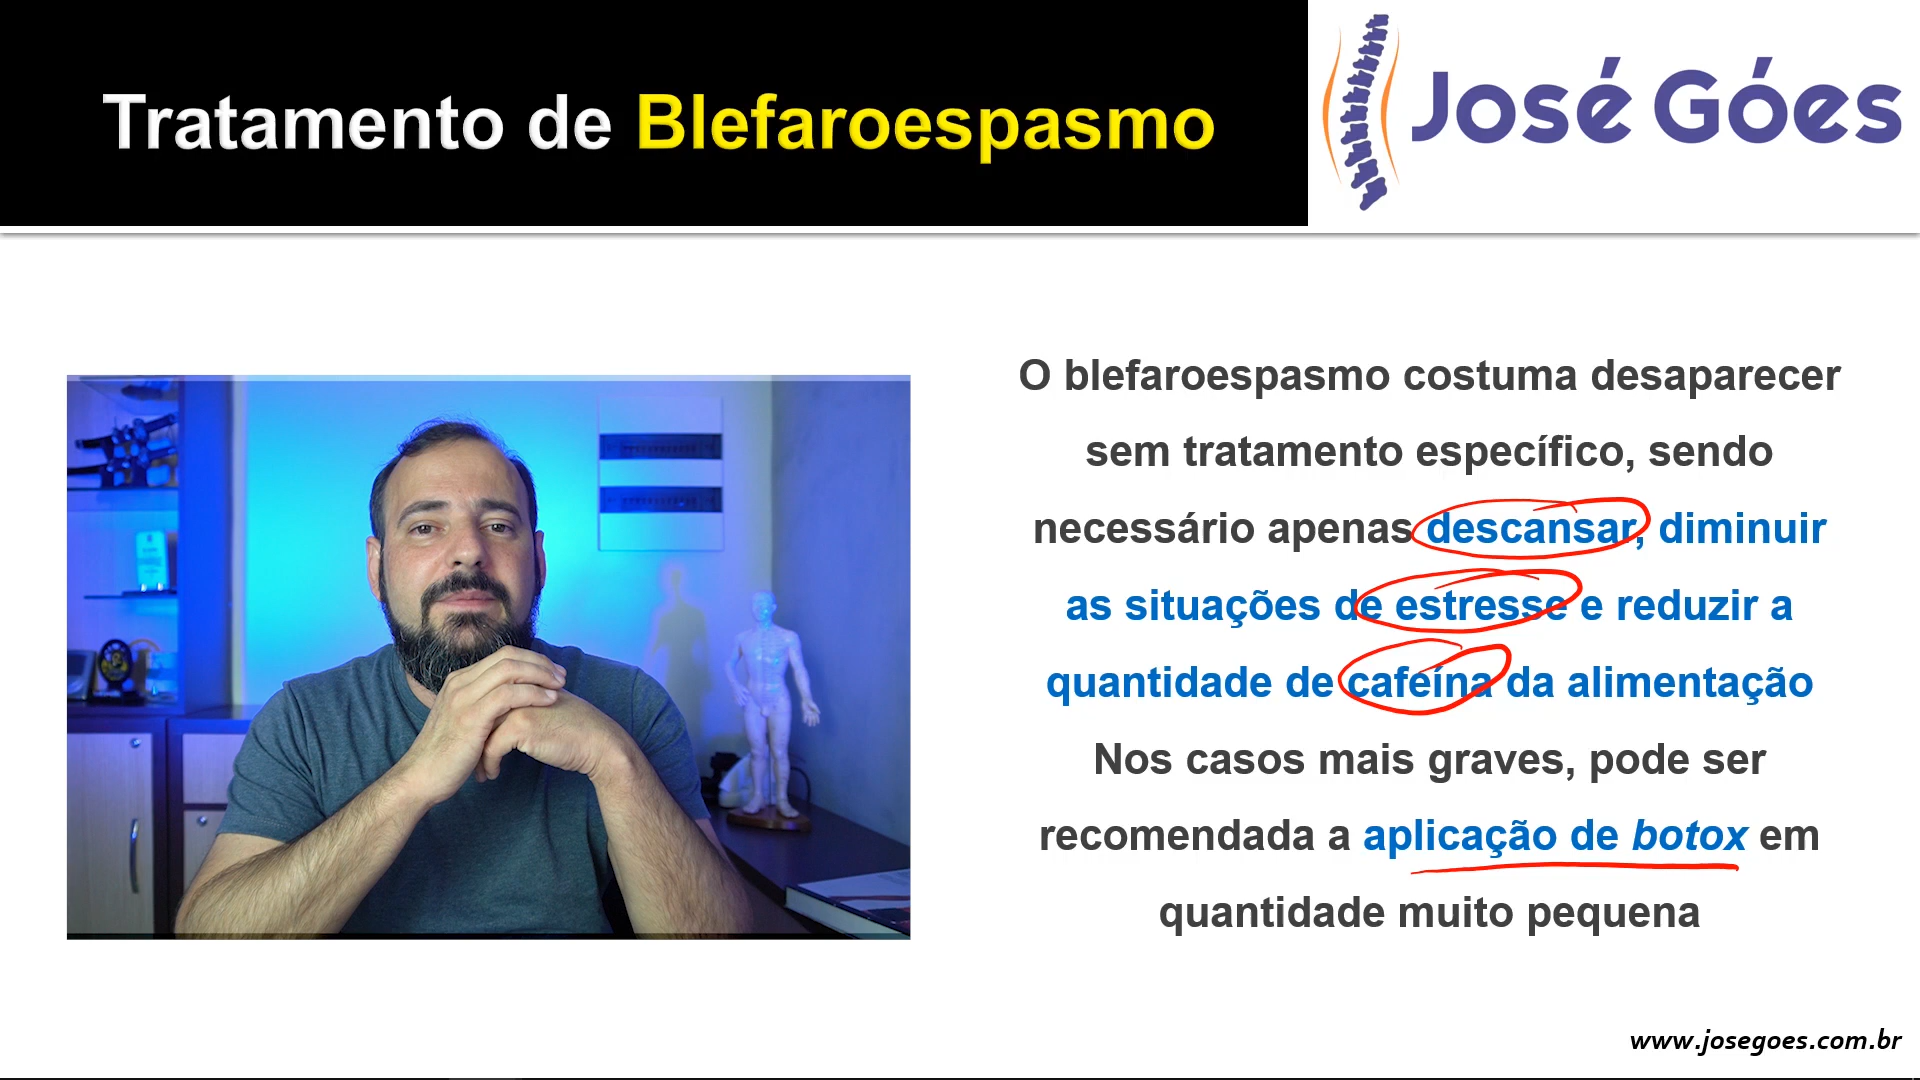 Tratamento de Blefaroespasmo
José Góes
O blefaroespasmo costuma desaparecer
sem tratamento específico, sendo
necessário apenas descansar, diminuir
as situações de estresse e reduzir a
quantidade de cafeína da alimentação
Nos casos mais graves, pode ser
recomendada a aplicação de botox em
quantidade muito pequena
www.josegoes.com.br